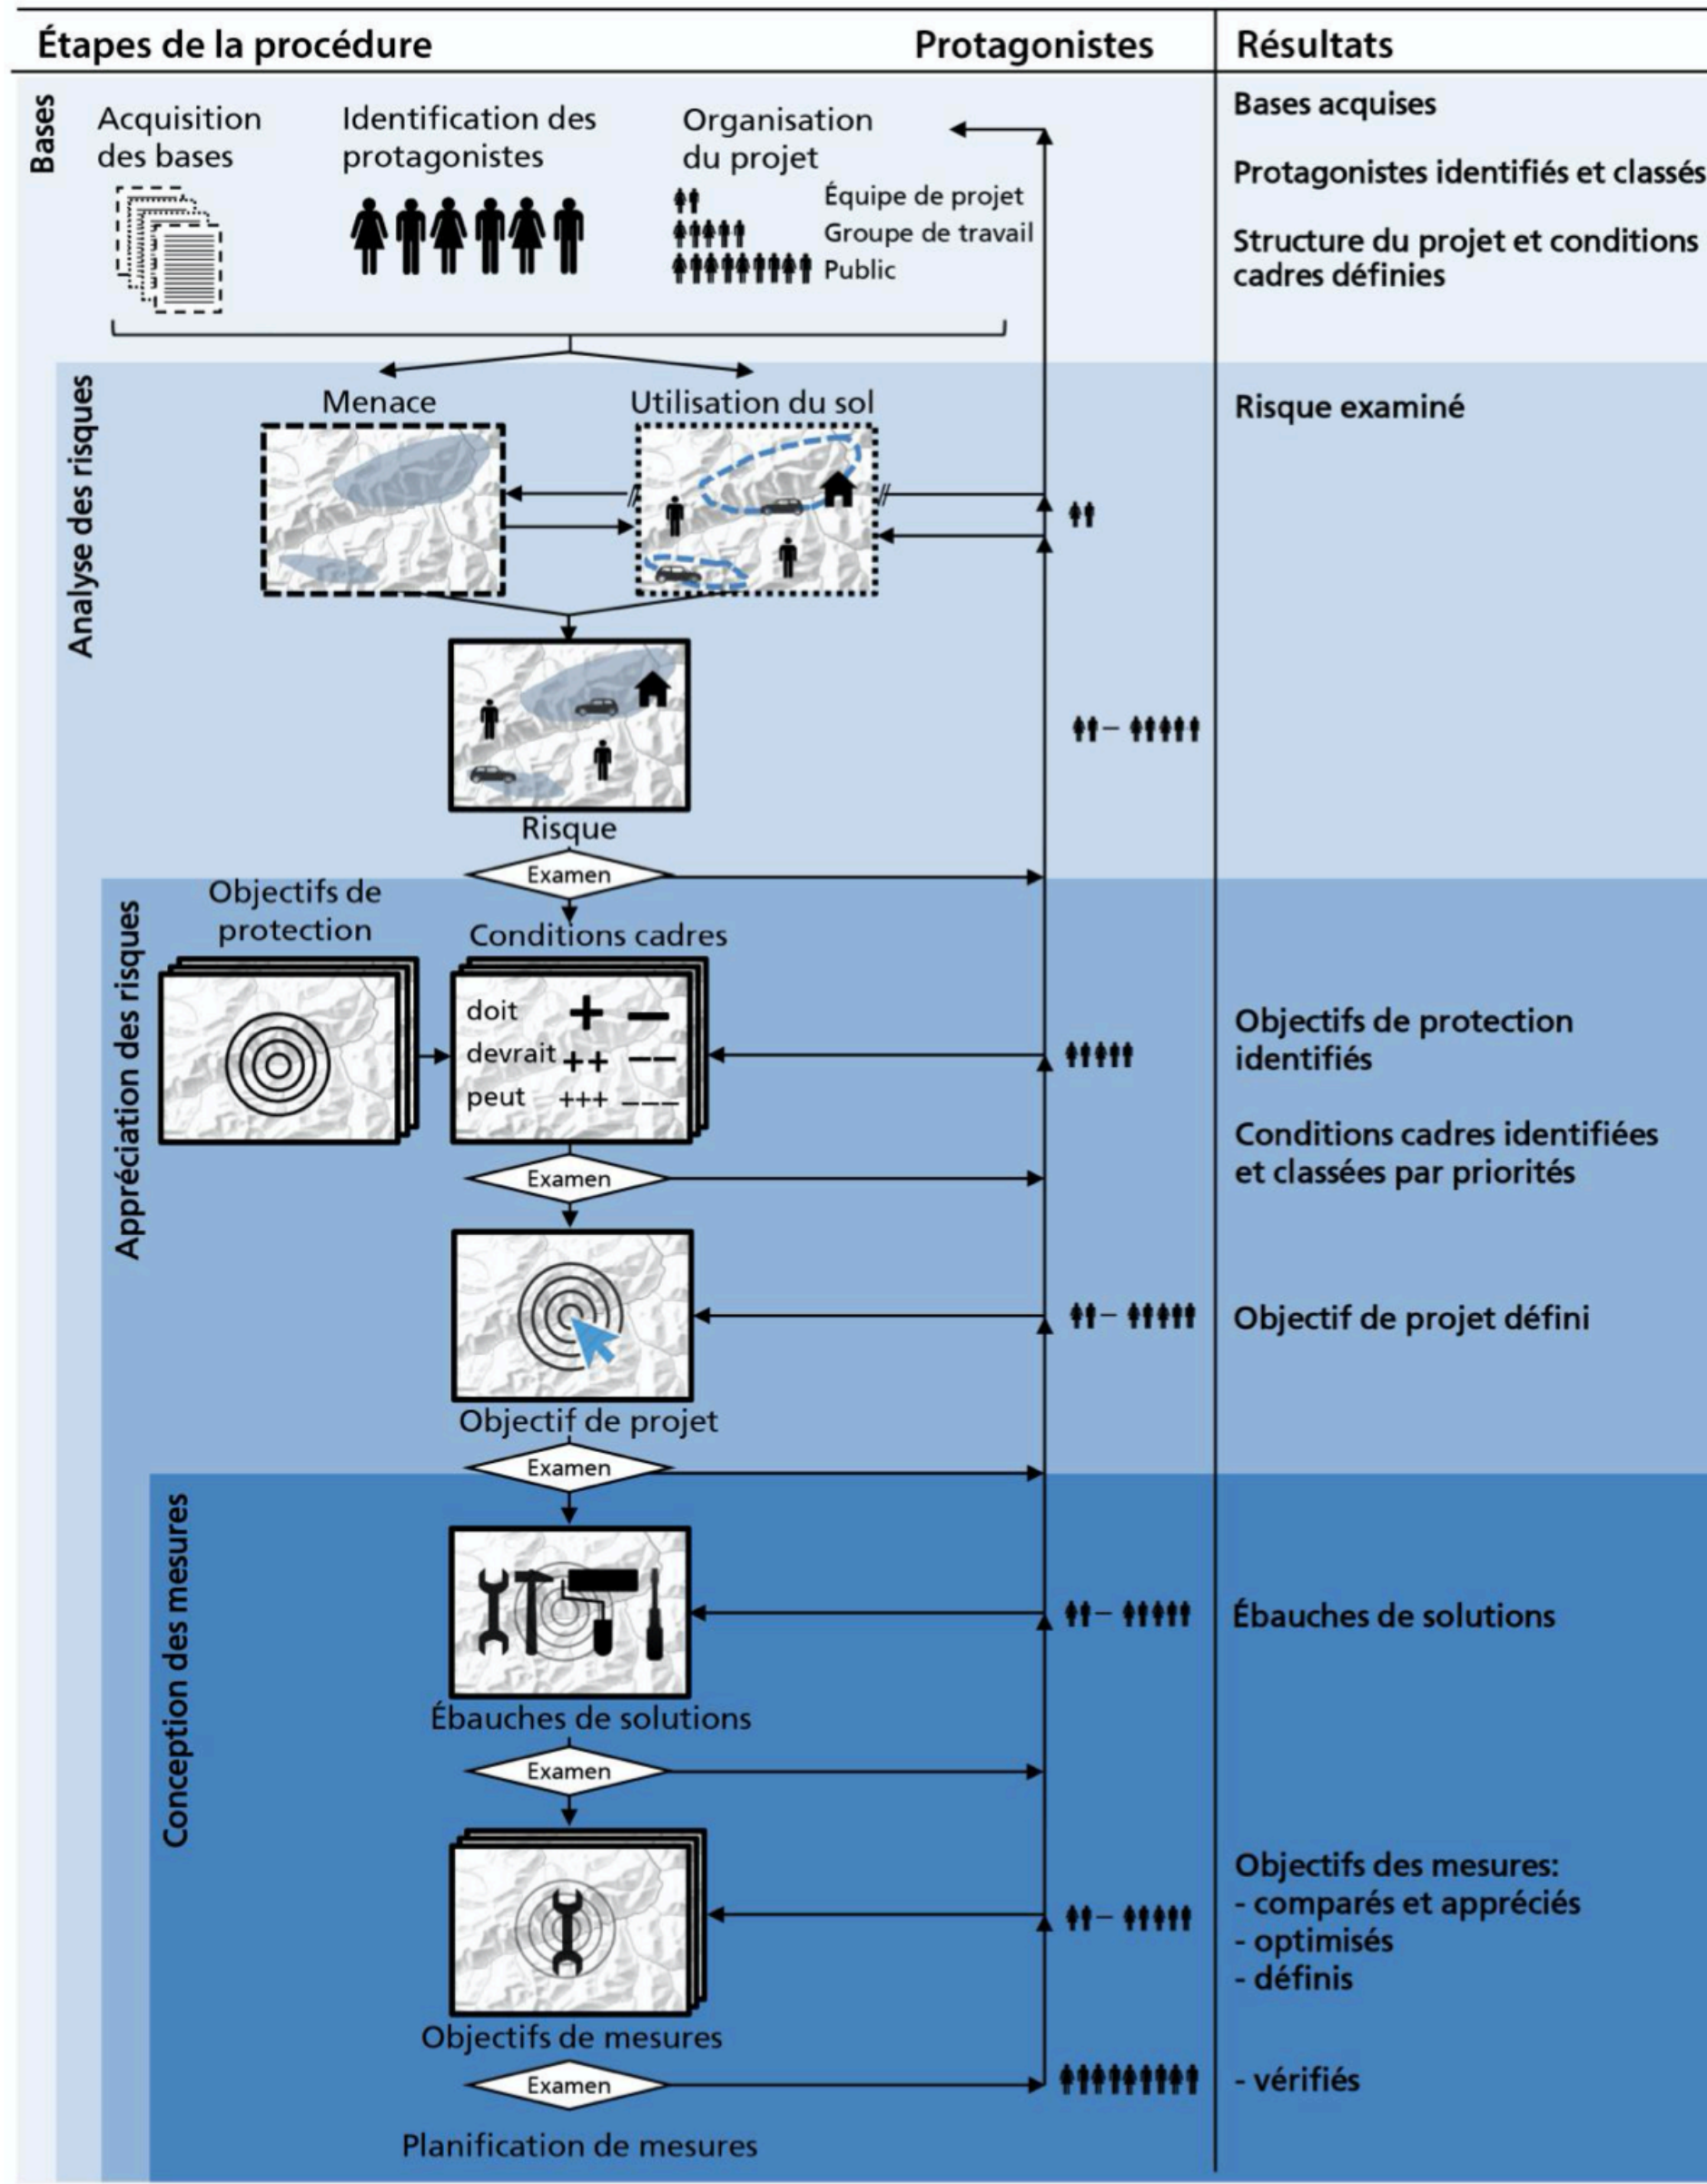 Étapes de la procédure
Protagonistes
Résultats
Bases
Acquisition
des bases
Identification des
protagonistes
Organisation
du projet
Équipe de projet
Groupe de travail
Public
Bases acquises
Protagonistes identifiés et classés
Structure du projet et conditions
cadres définies
Analyse des risques
Menace
Utilisation du sol
Risque examiné
Risque
Examen
Appréciation des risques
Objectifs de
protection
Conditions cadres
doit + —
devrait ++ ——
peut +++ ———
Objectifs de protection
identifiés
Conditions cadres identifiées
et classées par priorités
Examen
Objectif de projet défini
Objectif de projet
Examen
Conception des mesures
Ébauches de solutions
Ébauches de solutions
Examen
Objectifs des mesures:
- comparés et appréciés
- optimisés
- définis
Objectifs de mesures
Examen
- vérifiés
Planification de mesures